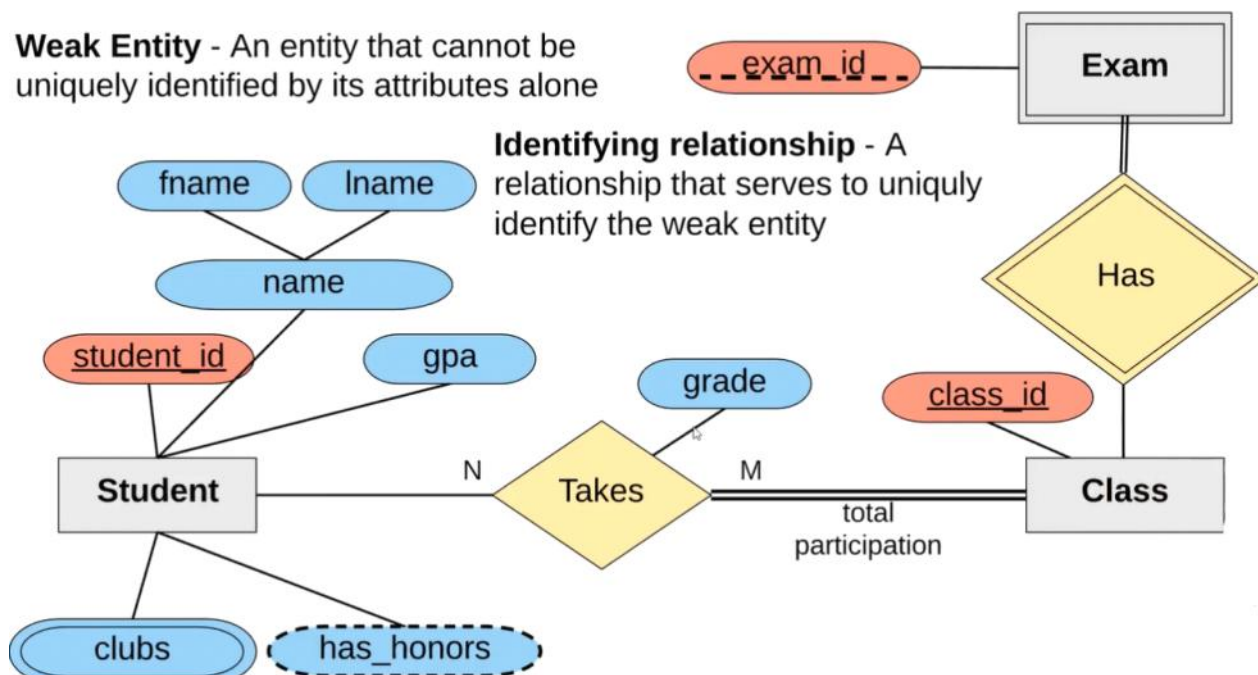 Weak Entity - An entity that cannot be
uniquely identified by its attributes alone
exam_id
Exam
Identifying relationship - A
relationship that serves to uniquly
identify the weak entity
fname
lname
name
Has
student_id
gpa
grade
class_id
Student
N
Takes
M
total
participation
Class
clubs
has_honors